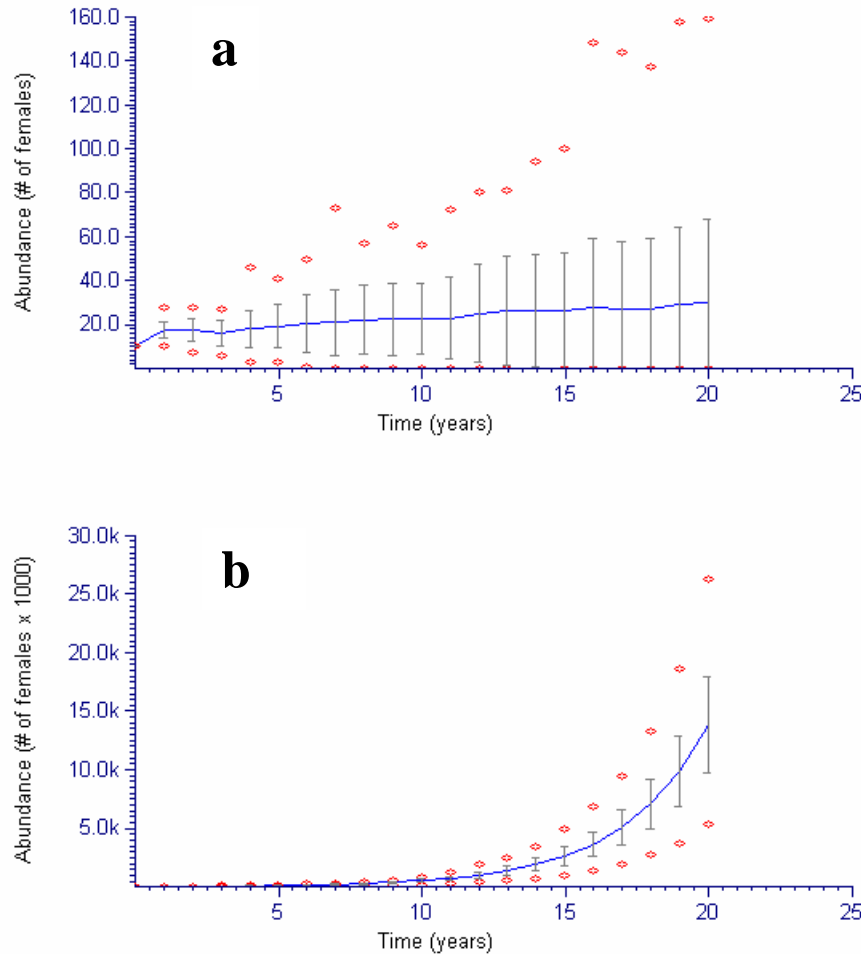 a
Abundance (# of females)
160.0
140.0
120.0
100.0
80.0
60.0
40.0
20.0
5 10 15 20 25
Time (years)
b
Abundance (# of females x 1000)
30.0k
25.0k
20.0k
15.0k
10.0k
5.0k
5 10 15 20 25
Time (years)